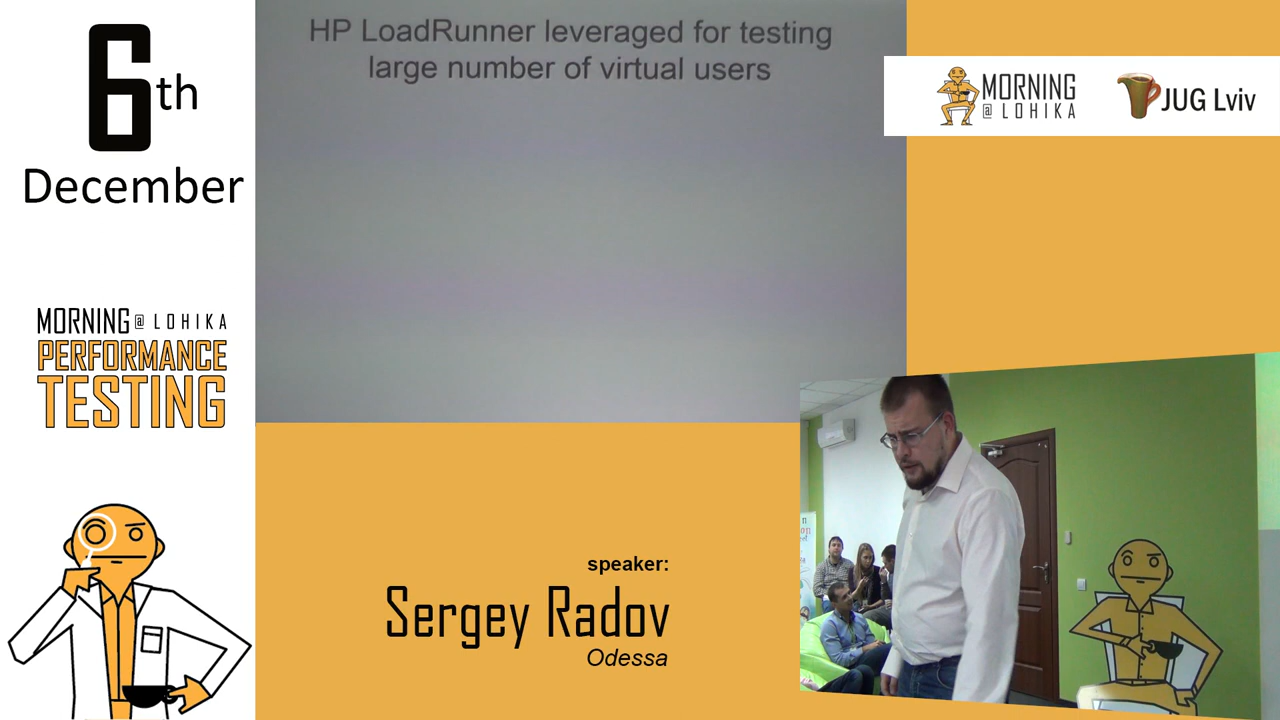 6th
December
MORNING @ LOHIKA
PERFORMANCE
TESTING
HP LoadRunner leveraged for testing
large number of virtual users
MORNING
@ LOHIKA
JUG Lviv
speaker:
Sergey Radov
Odessa